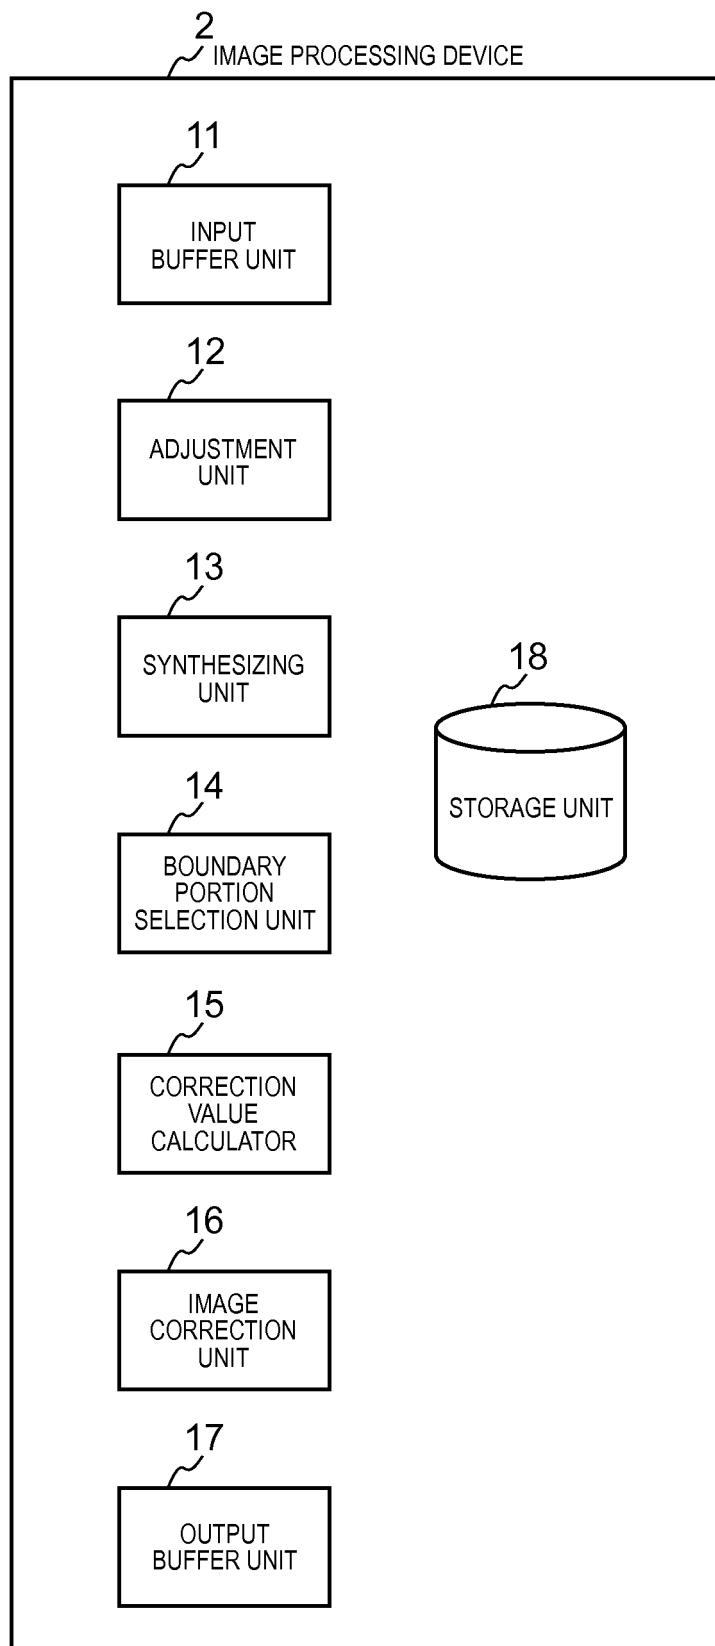 2
IMAGE PROCESSING DEVICE
11
INPUT
BUFFER UNIT
12
ADJUSTMENT
UNIT
13
SYNTHESIZING
UNIT
18
STORAGE UNIT
14
BOUNDARY
PORTION
SELECTION UNIT
15
CORRECTION
VALUE
CALCULATOR
16
IMAGE
CORRECTION
UNIT
17
OUTPUT
BUFFER UNIT